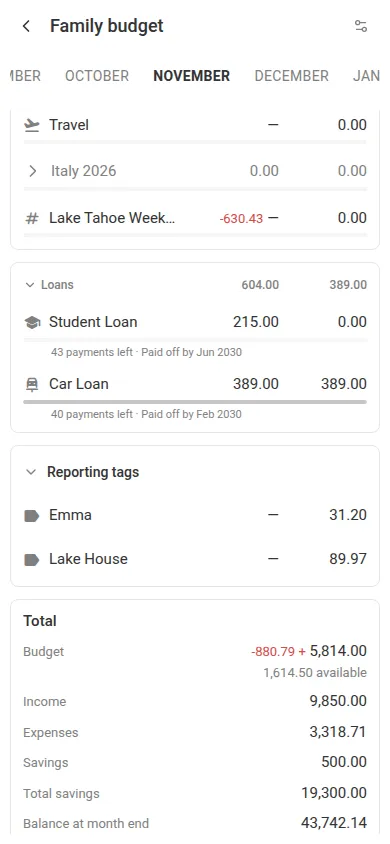 Family budget
MBER OCTOBER NOVEMBER DECEMBER JAN
Travel — 0.00
Italy 2026 0.00 0.00
# Lake Tahoe Week... -630.43 — 0.00
Loans 604.00 389.00
Student Loan 215.00 0.00
43 payments left · Paid off by Jun 2030
Car Loan 389.00 389.00
40 payments left · Paid off by Feb 2030
Reporting tags
Emma — 31.20
Lake House — 89.97
Total
Budget -880.79 + 5,814.00
1,614.50 available
Income 9,850.00
Expenses 3,318.71
Savings 500.00
Total savings 19,300.00
Balance at month end 43,742.14